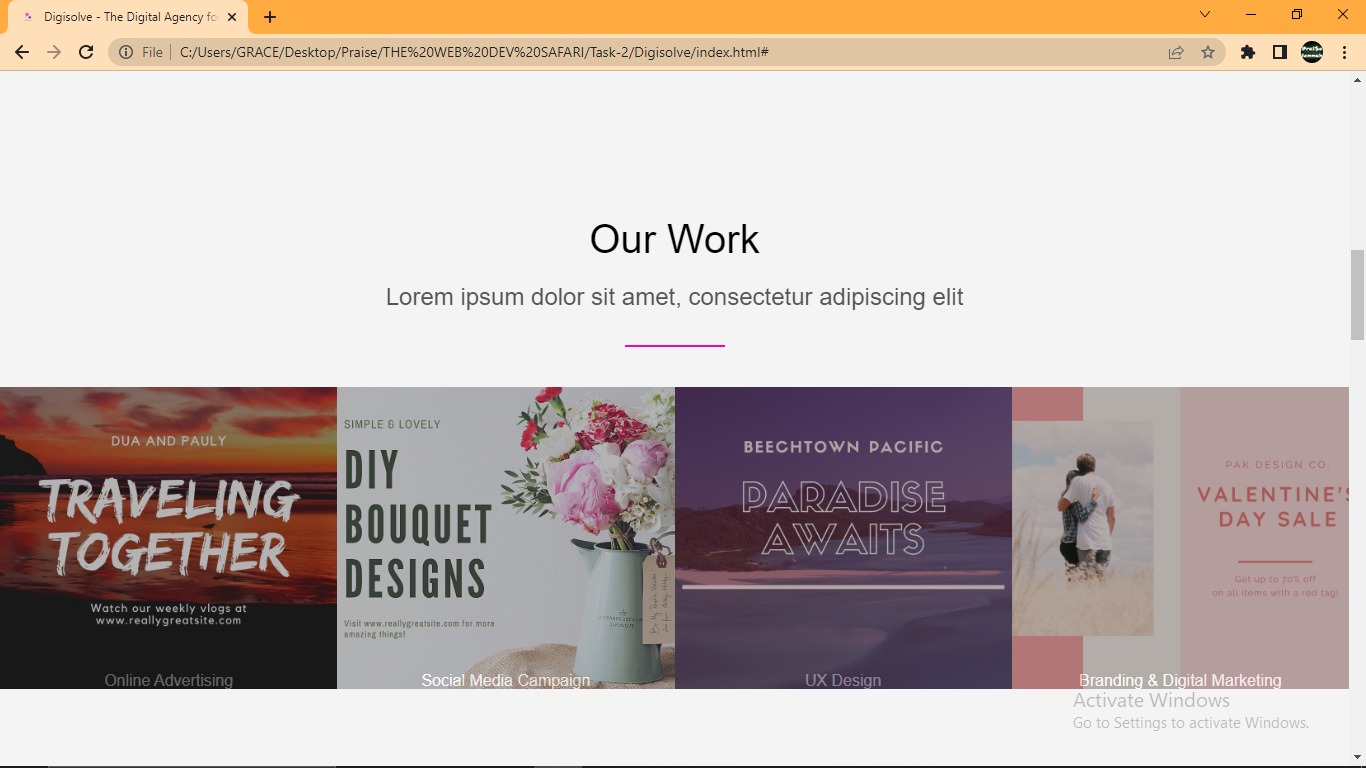 Digisolve - The Digital Agency fo
File
C:/Users/GRACE/Desktop/Praise/THE%20WEB%20DEV%20SAFARI/Task-2/Digisolve/index.html#
Our Work
Lorem ipsum dolor sit amet, consectetur adipiscing elit
DUA AND PAULY
TRAVELING
TOGETHER
Watch our weekly vlogs at
www.reallygreatsite.com
Online Advertising
SIMPLE & LOVELY
DIY
BOUQUET
DESIGNS
Visit www.reallygreatsite.com for more
amazing things!
Social Media Campaign
BEECHTOWN PACIFIC
PARADISE
AWAITS
UX Design
PAK DESIGN CO.
VALENTINE'S
DAY SALE
Get up to 70% off
on all items with a red tag!
Branding & Digital Marketing
Activate Windows
Go to Settings to activate Windows.